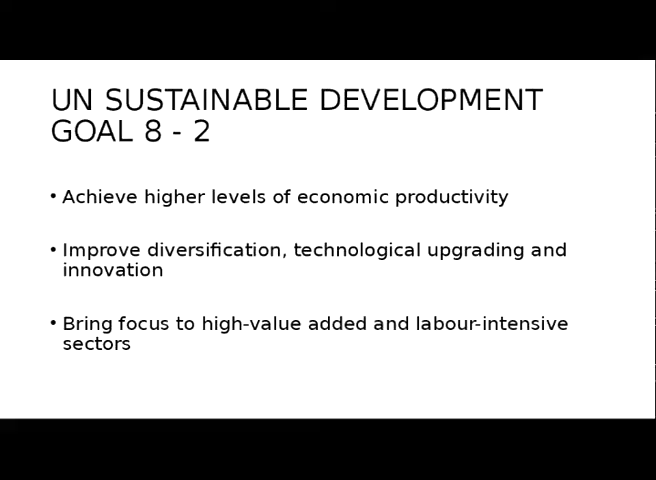 UN SUSTAINABLE DEVELOPMENT
GOAL 8 - 2
• Achieve higher levels of economic productivity
• Improve diversification, technological upgrading and
innovation
• Bring focus to high-value added and labour-intensive
sectors